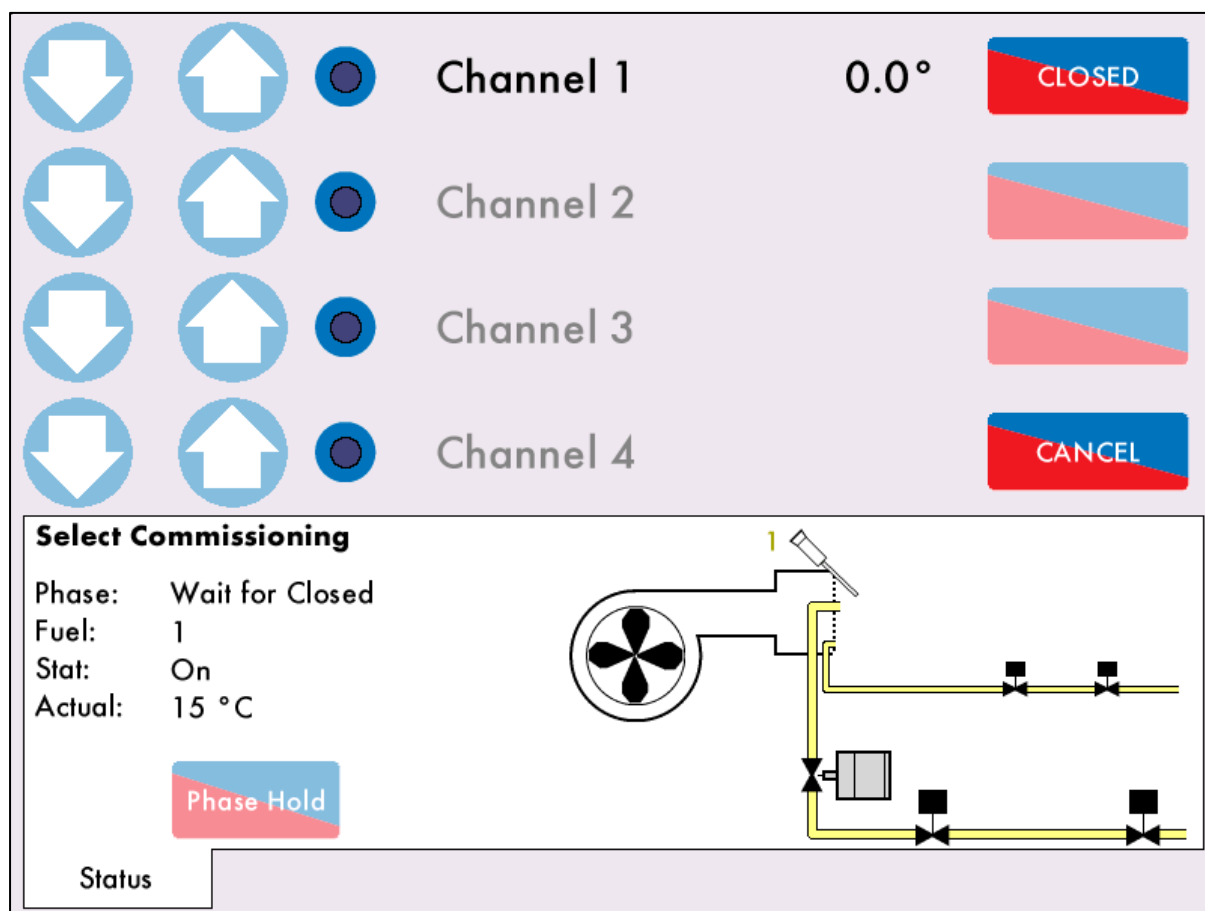 Channel 1 0.0° CLOSED
Channel 2
Channel 3
Channel 4 CANCEL
Select Commissioning
Phase: Wait for Closed
Fuel: 1
Stat: On
Actual: 15 °C
Phase Hold
1
Status